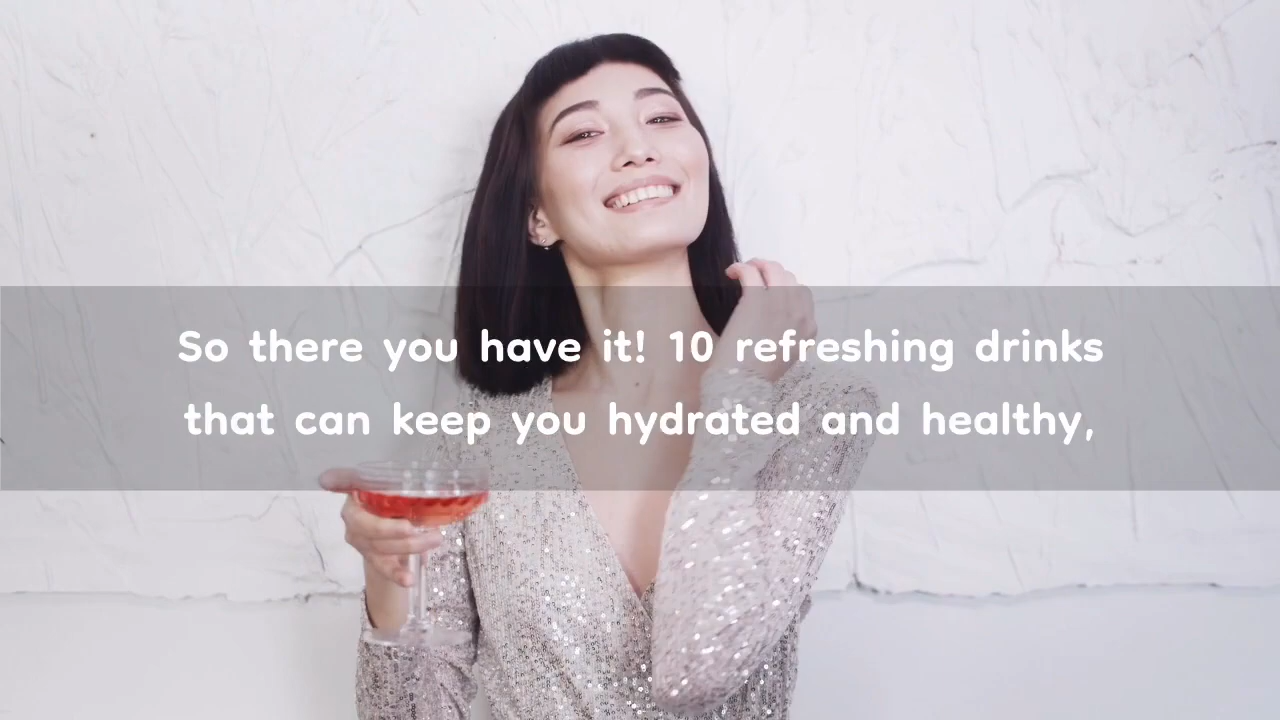 So there you have it! 10 refreshing drinks
that can keep you hydrated and healthy,